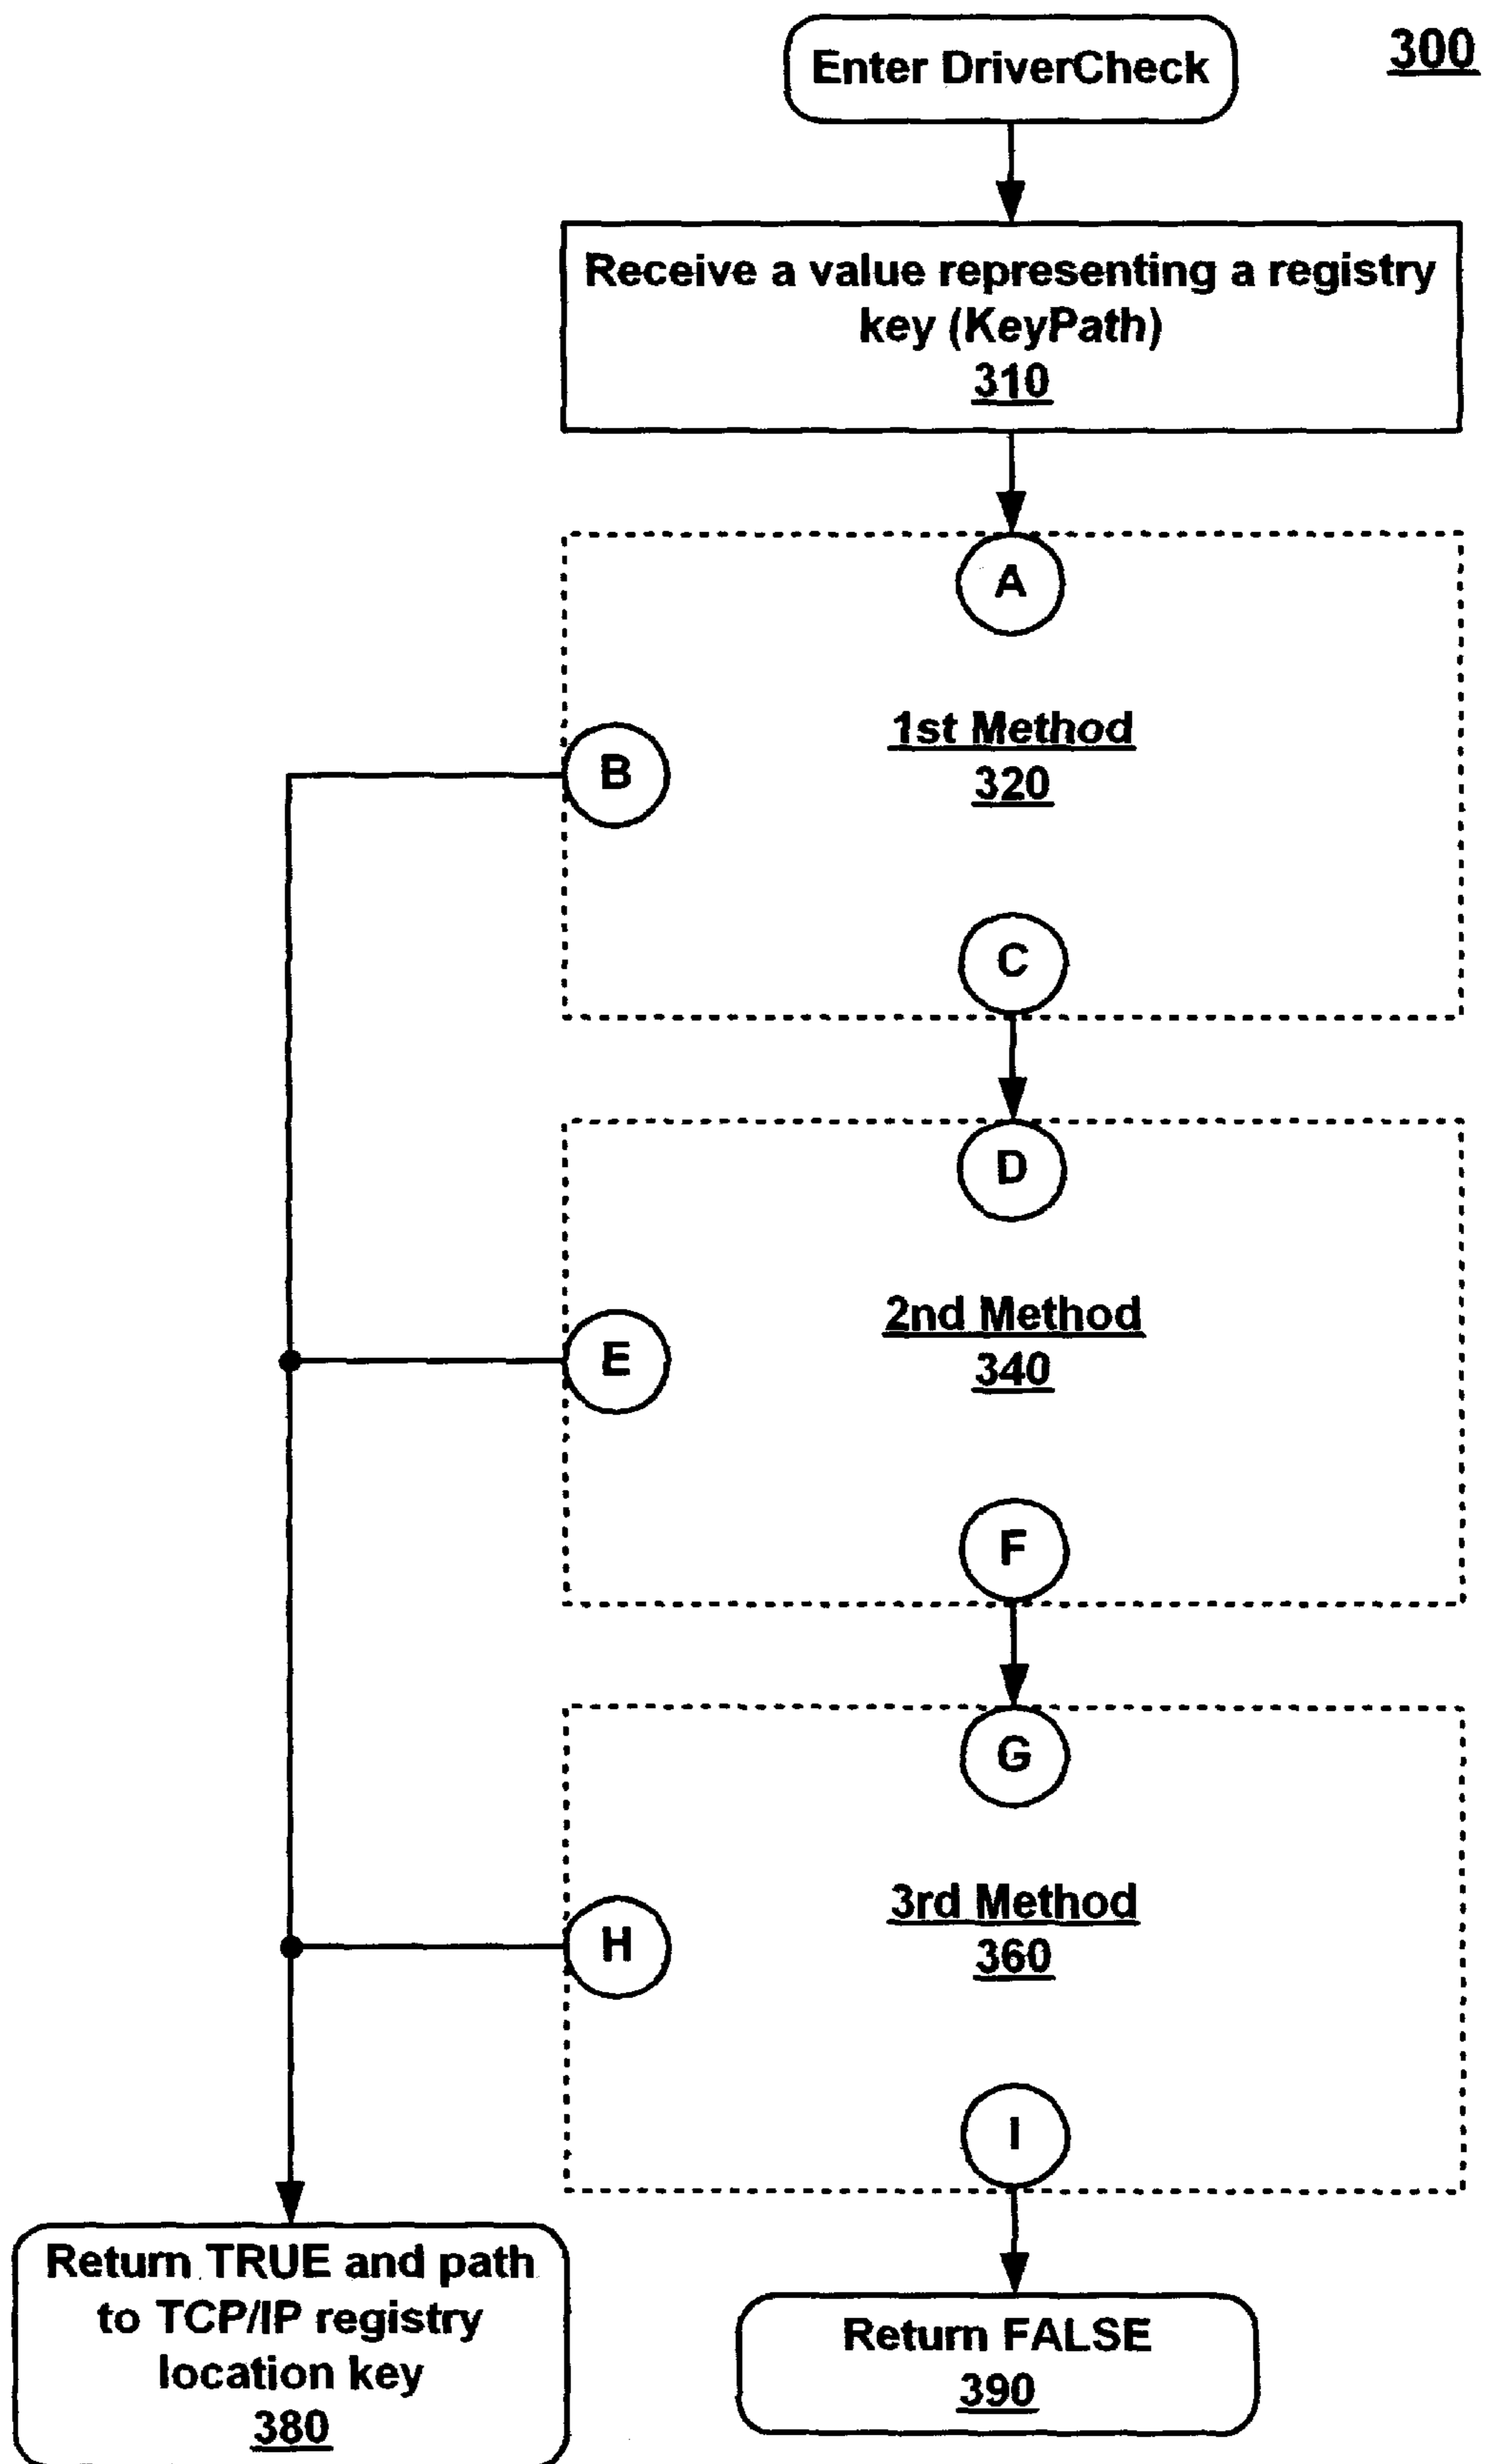 300
Enter DriverCheck
Receive a value representing a registry
key (KeyPath)
310
A
1st Method
320
B
C
D
2nd Method
340
E
F
G
3rd Method
360
H
I
Return TRUE and path
to TCP/IP registry
location key
380
Return FALSE
390